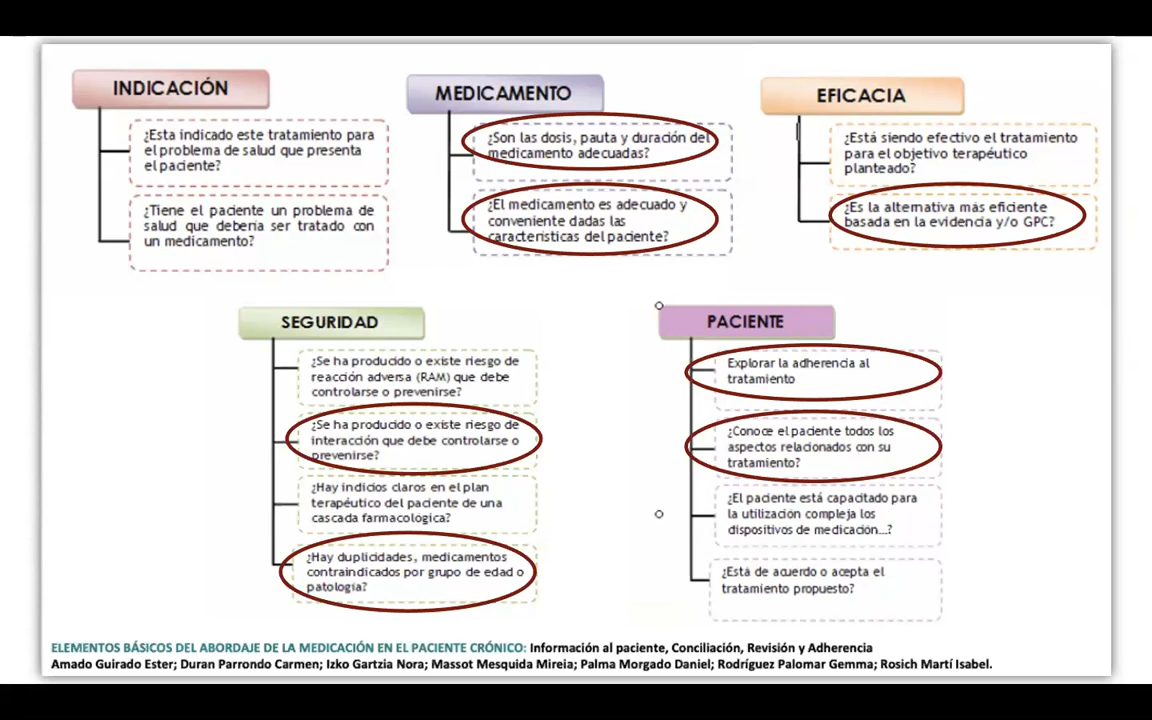 INDICACIÓN
¿Esta indicado este tratamiento para
el problema de salud que presenta
el paciente?
¿Tiene el paciente un problema de
salud que debería ser tratado con
un medicamento?
MEDICAMENTO
¿Son las dosis, pauta y duración del
medicamento adecuadas?
¿El medicamento es adecuado y
conveniente dadas las
características del paciente?
EFICACIA
¿Está siendo efectivo el tratamiento
para el objetivo terapéutico
planteado?
¿Es la alternativa más eficiente
basada en la evidencia y/o GPC?
SEGURIDAD
¿Se ha producido o existe riesgo de
reacción adversa (RAM) que debe
controlarse o prevenirse?
¿Se ha producido o existe riesgo de
interacción que debe controlarse o
prevenirse?
¿Hay indicios claros en el plan
terapéutico del paciente de una
cascada farmacológica?
¿Hay duplicidades, medicamentos
contraindicados por grupo de edad o
patología?
PACIENTE
Explorar la adherencia al
tratamiento
¿Conoce el paciente todos los
aspectos relacionados con su
tratamiento?
¿El paciente está capacitado para
la utilización compleja los
dispositivos de medicación...?
¿Está de acuerdo o acepta el
tratamiento propuesto?
ELEMENTOS BÁSICOS DEL ABORDAJE DE LA MEDICACIÓN EN EL PACIENTE CRÓNICO: Información al paciente, Conciliación, Revisión y Adherencia
Amado Guirado Ester; Duran Parrondo Carmen; Izko Gartzia Nora; Massot Mesquida Mireia; Palma Morgado Daniel; Rodríguez Palomar Gemma; Rosich Martí Isabel.